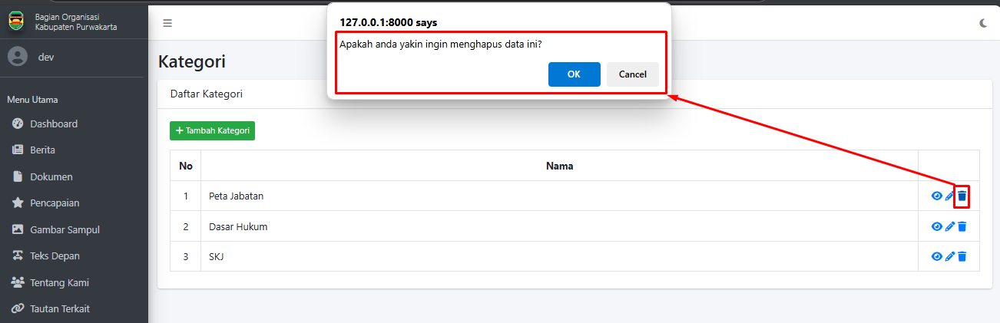 Bagian Organisasi
Kabupaten Purwakarta
dev
Menu Utama
Dashboard
Berita
Dokumen
Pencapaian
Gambar Sampul
Teks Depan
Tentang Kami
Tautan Terkait
127.0.0.1:8000 says
Apakah anda yakin ingin menghapus data ini?
OK Cancel
Kategori
Daftar Kategori
+ Tambah Kategori
No Nama
1 Peta Jabatan
2 Dasar Hukum
3 SKJ